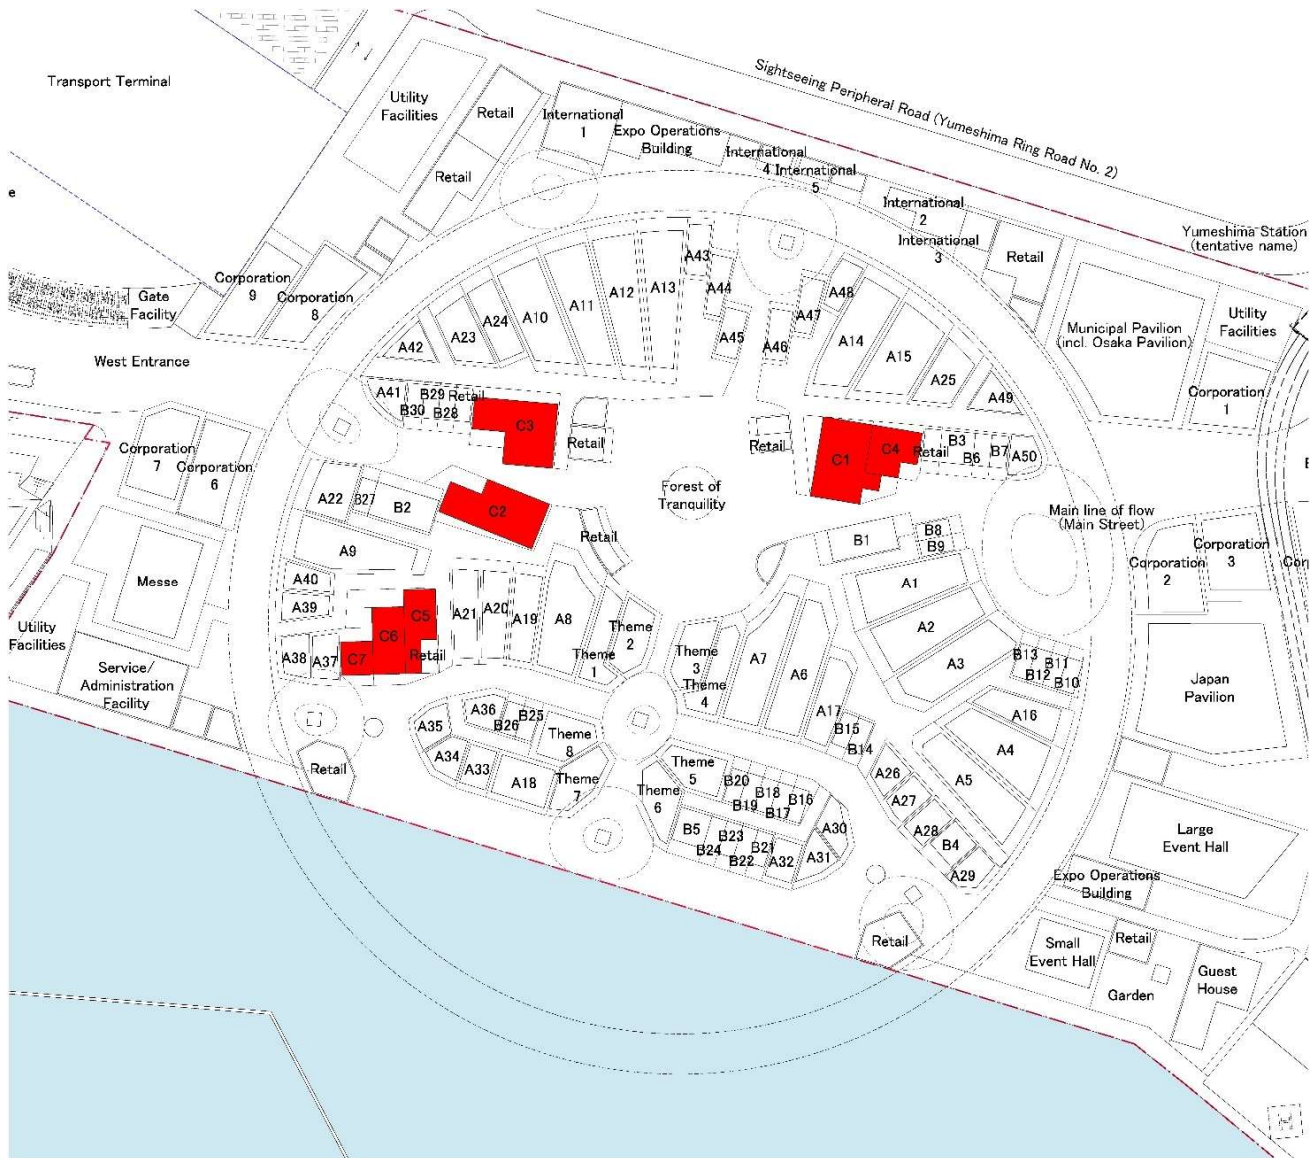 Transport Terminal
Sightseeing Peripheral Road (Yumeshima Ring Road No. 2)
Utility
Facilities
Retail
International
1
Expo Operations
Building
International
4
International
5
Retail
International
2
International
3
Yumeshima Station
(tentative name)
Retail
e
Corporation
9
Corporation
8
Gate
Facility
West Entrance
A43
A44
A45
A46
A47
A48
A13
A12
A11
A10
A24
A23
A42
A14
A15
A25
A49
Municipal Pavilion
(incl. Osaka Pavilion)
Utility
Facilities
Corporation
1
A41
B30
B29
B28
Retail
C3
Retail
Retail
C1
C4
Retail
B3
B6
B7
A50
Corporation
7
Corporation
6
A22
B27
B2
C2
Forest of
Tranquility
Main line of flow
(Main Street)
Retail
B1
B8
B9
A9
A1
Corporation
2
Corporation
3
Messe
A40
A39
A38
A37
C5
C6
C7
Retail
A21
A20
A19
A8
Theme
1
Theme
2
Theme
3
Theme
4
A7
A6
A17
B15
B14
A2
A3
B13
B12
B11
B10
A16
A4
A5
Japan
Pavilion
Utility
Facilities
Service/
Administration
Facility
Retail
A35
A36
B26
B25
Theme
8
A34
A33
A18
Theme
7
Theme
5
Theme
6
B20
B19
B18
B17
B16
B5
B24
B23
B22
B21
A32
A31
A30
A26
A27
A28
B4
A29
Large
Event Hall
Expo Operations
Building
Retail
Small
Event Hall
Retail
Garden
Guest
House